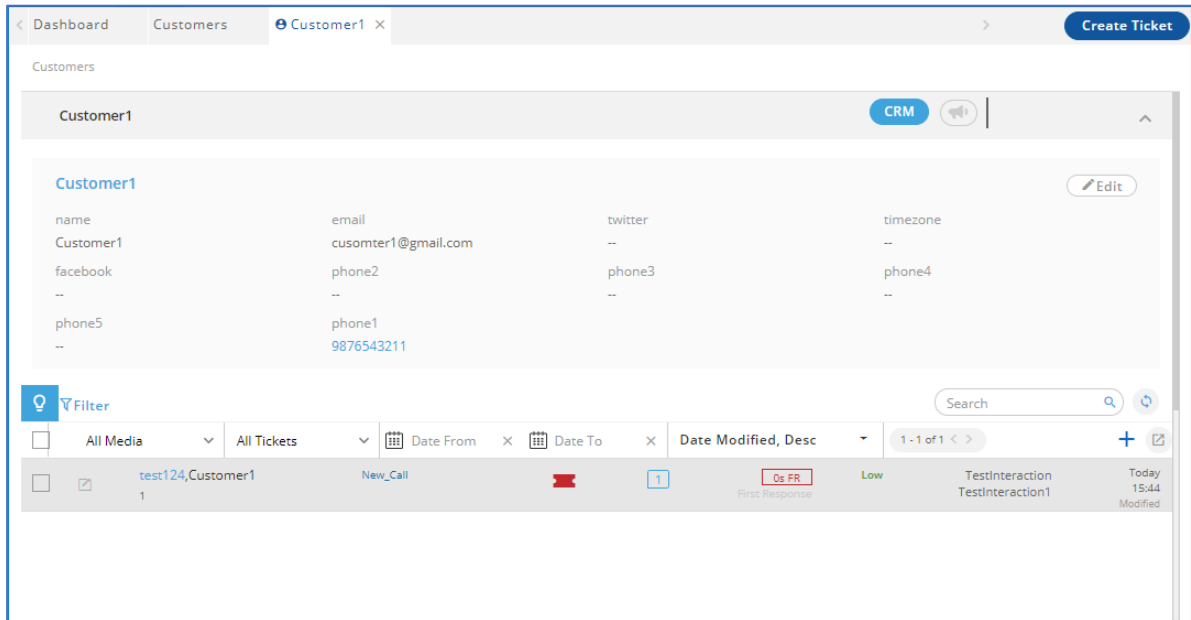 Dashboard Customers Customer1 Create Ticket
Customers
Customer1 CRM
Customer1 Edit
name email twitter timezone
Customer1 cusomter1@gmail.com -- --
facebook phone2 phone3 phone4
-- -- -- --
phone5 phone1
-- 9876543211
Filter Search
All Media All Tickets Date From Date To Date Modified, Desc 1 - 1 of 1
test124,Customer1 New_Call 1 0s FR Low TestInteraction Today
1 First Response TestInteraction1 15:44
Modified